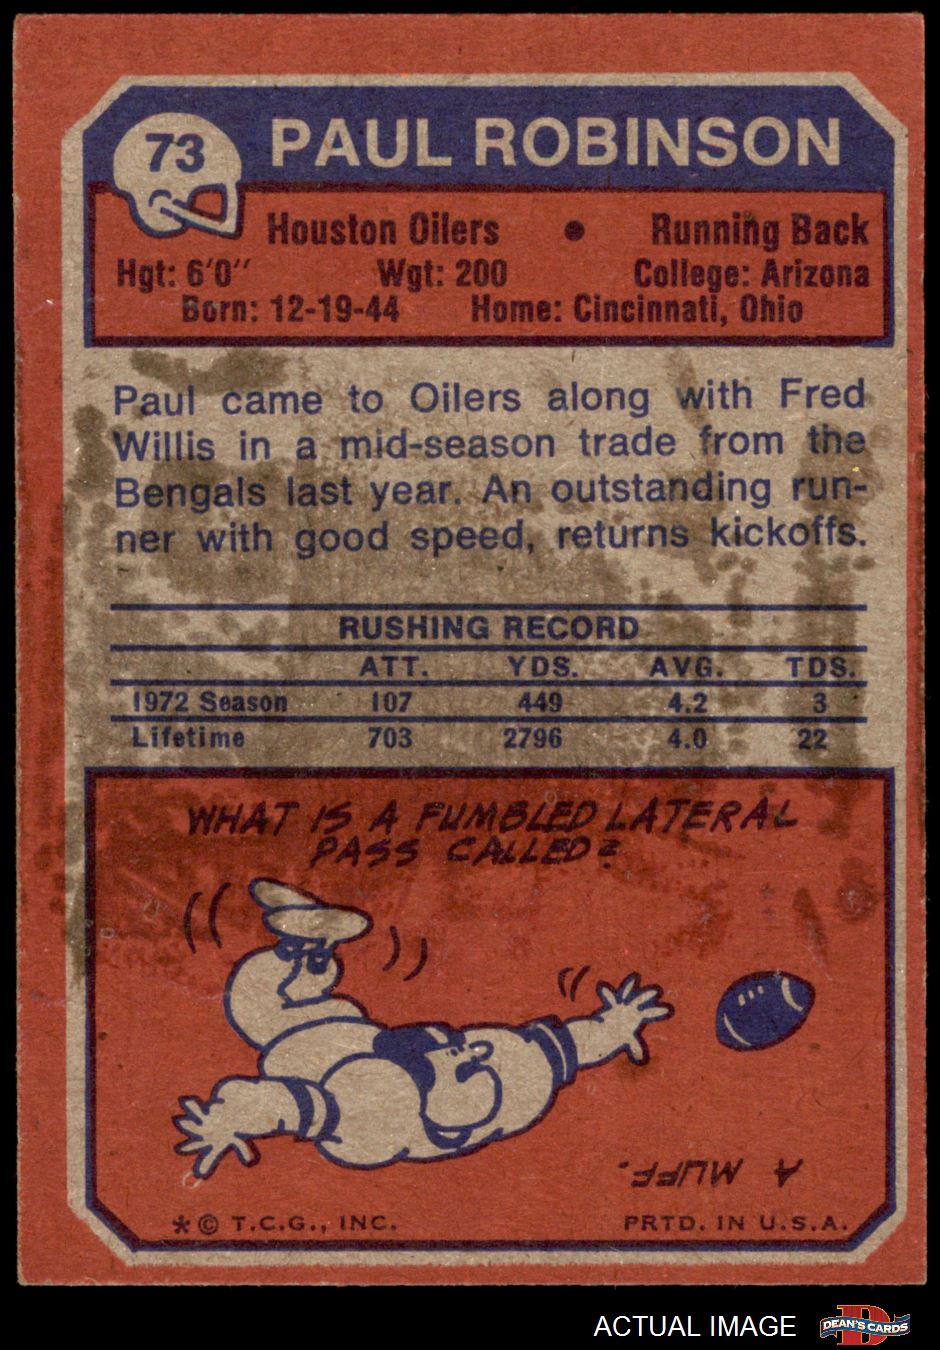 73 PAUL ROBINSON
Houston Oilers • Running Back
Hgt: 6'0" Wgt: 200 College: Arizona
Born: 12-19-44 Home: Cincinnati, Ohio
Paul came to Oilers along with Fred
Willis in a mid-season trade from the
Bengals last year. An outstanding run-
ner with good speed, returns kickoffs.
RUSHING RECORD
ATT. YDS. AVG. TDS.
1972 Season 107 449 4.2 3
Lifetime 703 2796 4.0 22
WHAT IS A FUMBLED LATERAL
PASS CALLED?
A MUFF.
*© T.C.G., INC. PRTD. IN U.S.A.
ACTUAL IMAGE
DEAN'S CARDS